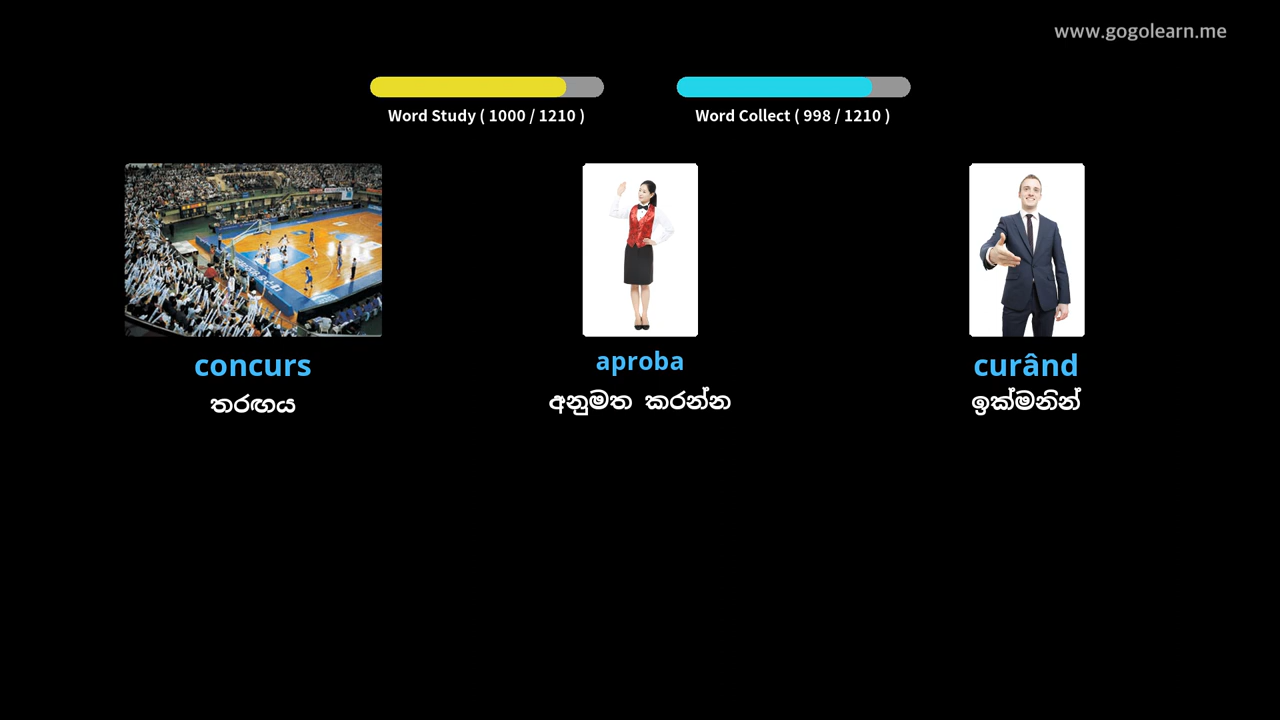 www.gogolearn.me
Word Study ( 1000 / 1210 )
Word Collect ( 998 / 1210 )
concurs
තරඟය
aproba
අනුමත කරන්න
curând
ඉක්මනින්